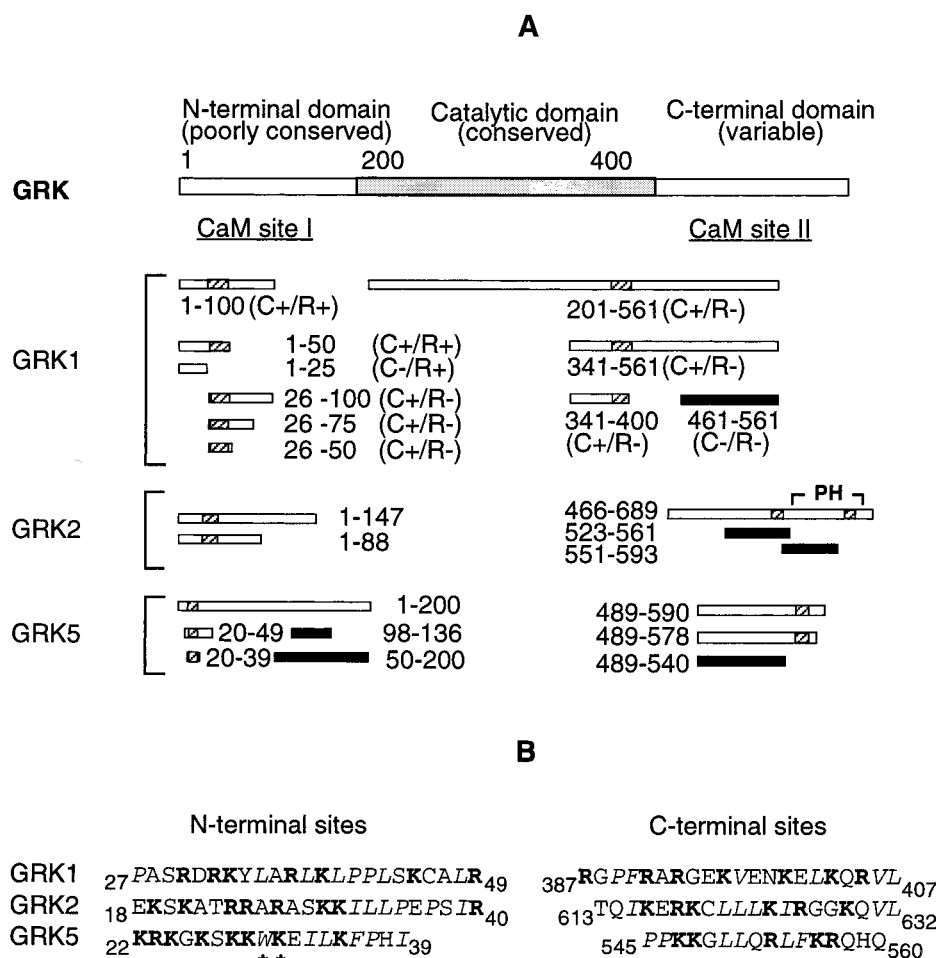 A
N-terminal domain (poorly conserved)
Catalytic domain (conserved)
C-terminal domain (variable)
1 200 400
GRK
CaM site I CaM site II
GRK1
1-100 (C+/R+) 201-561 (C+/R-)
1-50 (C+/R+) 341-561 (C+/R-)
1-25 (C-/R+)
26 -100 (C+/R-) 341-400 (C+/R-) 461-561 (C-/R-)
26 -75 (C+/R-)
26 -50 (C+/R-)
GRK2
PH
1-147 466-689
1-88 523-561
551-593
GRK5
1-200 489-590
20-49 98-136 489-578
20-39 50-200 489-540
B
N-terminal sites C-terminal sites
GRK1 27PASRDRKYLARLKLPPLSKCALR49 387RGPFRARGEKVENKELKQRVL407
GRK2 18EKSKATRRARASKKILLPEPSIR40 613TQIKERKCLLLKIRGGKQVL632
GRK5 22KRKGKSKKWKEILKFPHI39 545PPKKGLLQRLFKRQHQ560
* *